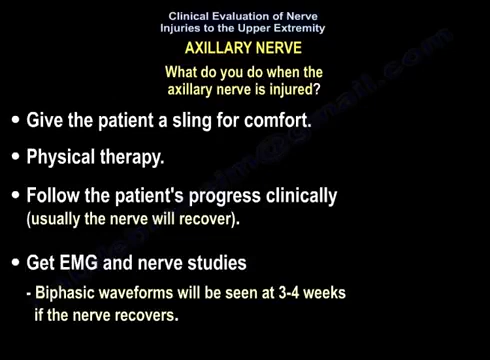 Clinical Evaluation of Nerve
Injuries to the Upper Extremity
AXILLARY NERVE
What do you do when the
axillary nerve is injured?
• Give the patient a sling for comfort.
• Physical therapy.
• Follow the patient's progress clinically
(usually the nerve will recover).
• Get EMG and nerve studies
- Biphasic waveforms will be seen at 3-4 weeks
if the nerve recovers.